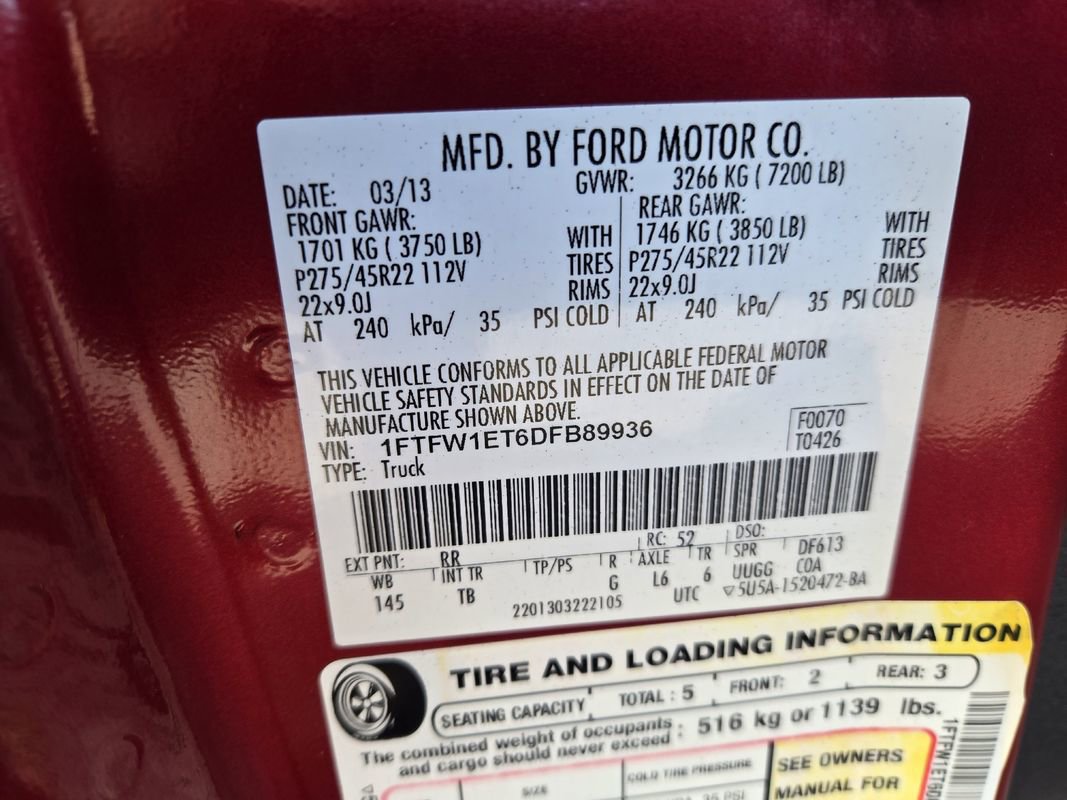 MFD. BY FORD MOTOR CO.
DATE: 03/13 GVWR: 3266 KG ( 7200 LB)
FRONT GAWR: REAR GAWR:
1701 KG ( 3750 LB) WITH 1746 KG ( 3850 LB) WITH
P275/45R22 112V TIRES P275/45R22 112V TIRES
22x9.0J RIMS 22x9.0J RIMS
AT 240 kPa/ 35 PSI COLD AT 240 kPa/ 35 PSI COLD
THIS VEHICLE CONFORMS TO ALL APPLICABLE FEDERAL MOTOR
VEHICLE SAFETY STANDARDS IN EFFECT ON THE DATE OF
MANUFACTURE SHOWN ABOVE.
VIN: 1FTFW1ET6DFB89936 F0070
TYPE: Truck T0426
EXT PNT: RR RC: 52 DSO:
WB INT TR TP/PS R AXLE TR SPR DF613
145 TB G L6 6 UUGG COA
2201303222105 UTC ▽5U5A-1520472-BA
TIRE AND LOADING INFORMATION
SEATING CAPACITY TOTAL : 5 FRONT: 2 REAR: 3
The combined weight of occupants : 516 kg or 1139 lbs.
and cargo should never exceed :
SIZE COLD TIRE PRESSURE SEE OWNERS
35 PSI MANUAL FOR
1FTFW1ET6D